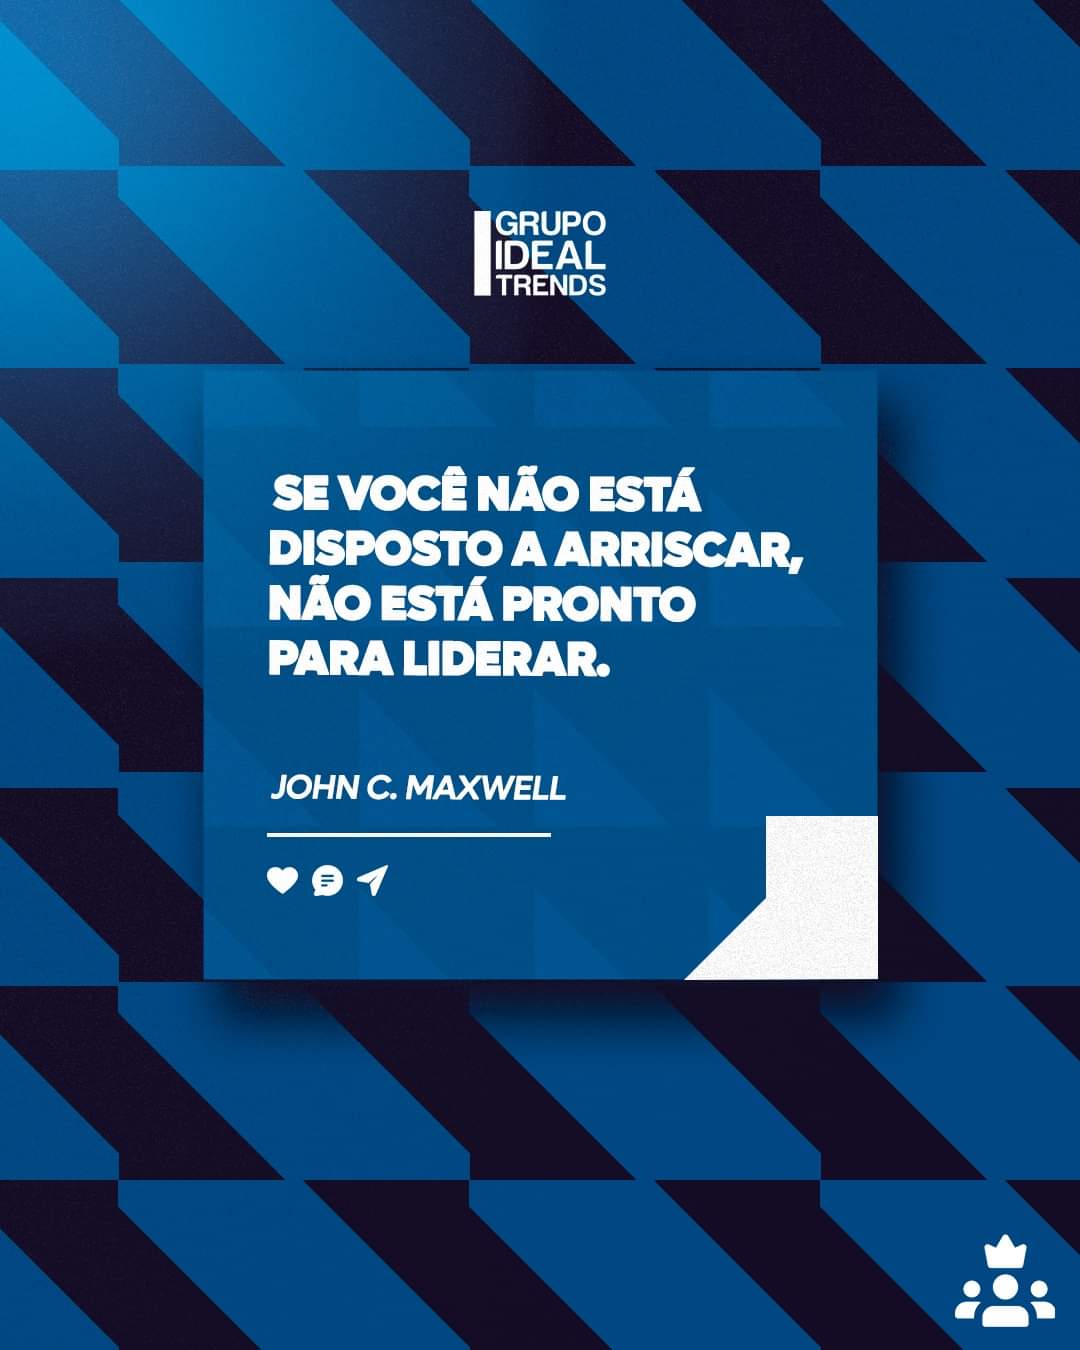 GRUPO
IDEAL
TRENDS
SE VOCÊ NÃO ESTÁ
DISPOSTO A ARRISCAR,
NÃO ESTÁ PRONTO
PARA LIDERAR.
JOHN C. MAXWELL